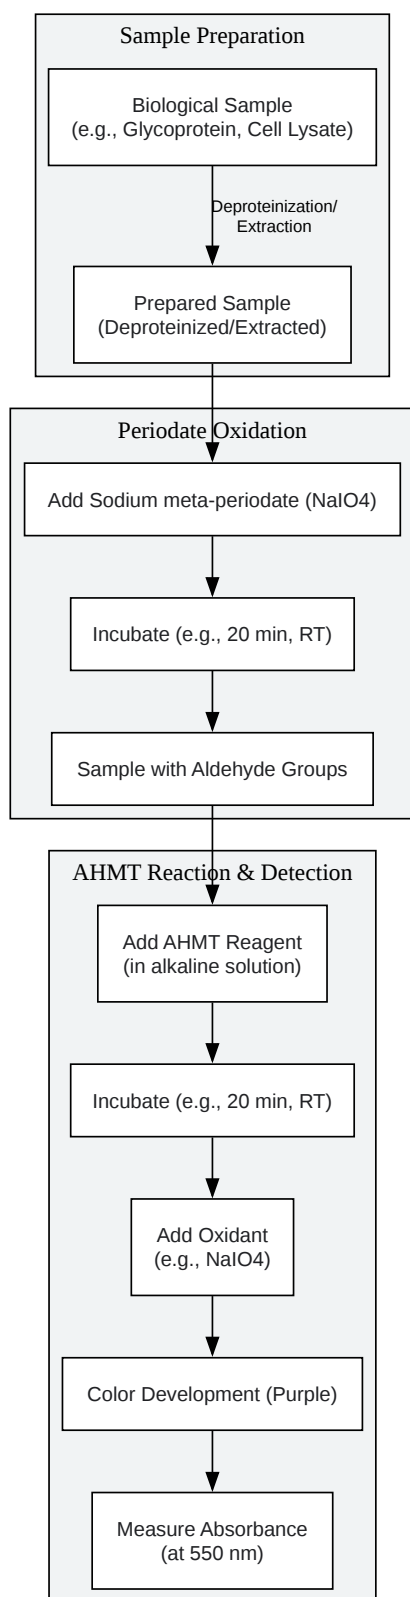 Sample Preparation
Biological Sample
(e.g., Glycoprotein, Cell Lysate)
Deproteinization/
Extraction
Prepared Sample
(Deproteinized/Extracted)
Periodate Oxidation
Add Sodium meta-periodate (NaIO4)
Incubate (e.g., 20 min, RT)
Sample with Aldehyde Groups
AHMT Reaction & Detection
Add AHMT Reagent
(in alkaline solution)
Incubate (e.g., 20 min, RT)
Add Oxidant
(e.g., NaIO4)
Color Development (Purple)
Measure Absorbance
(at 550 nm)